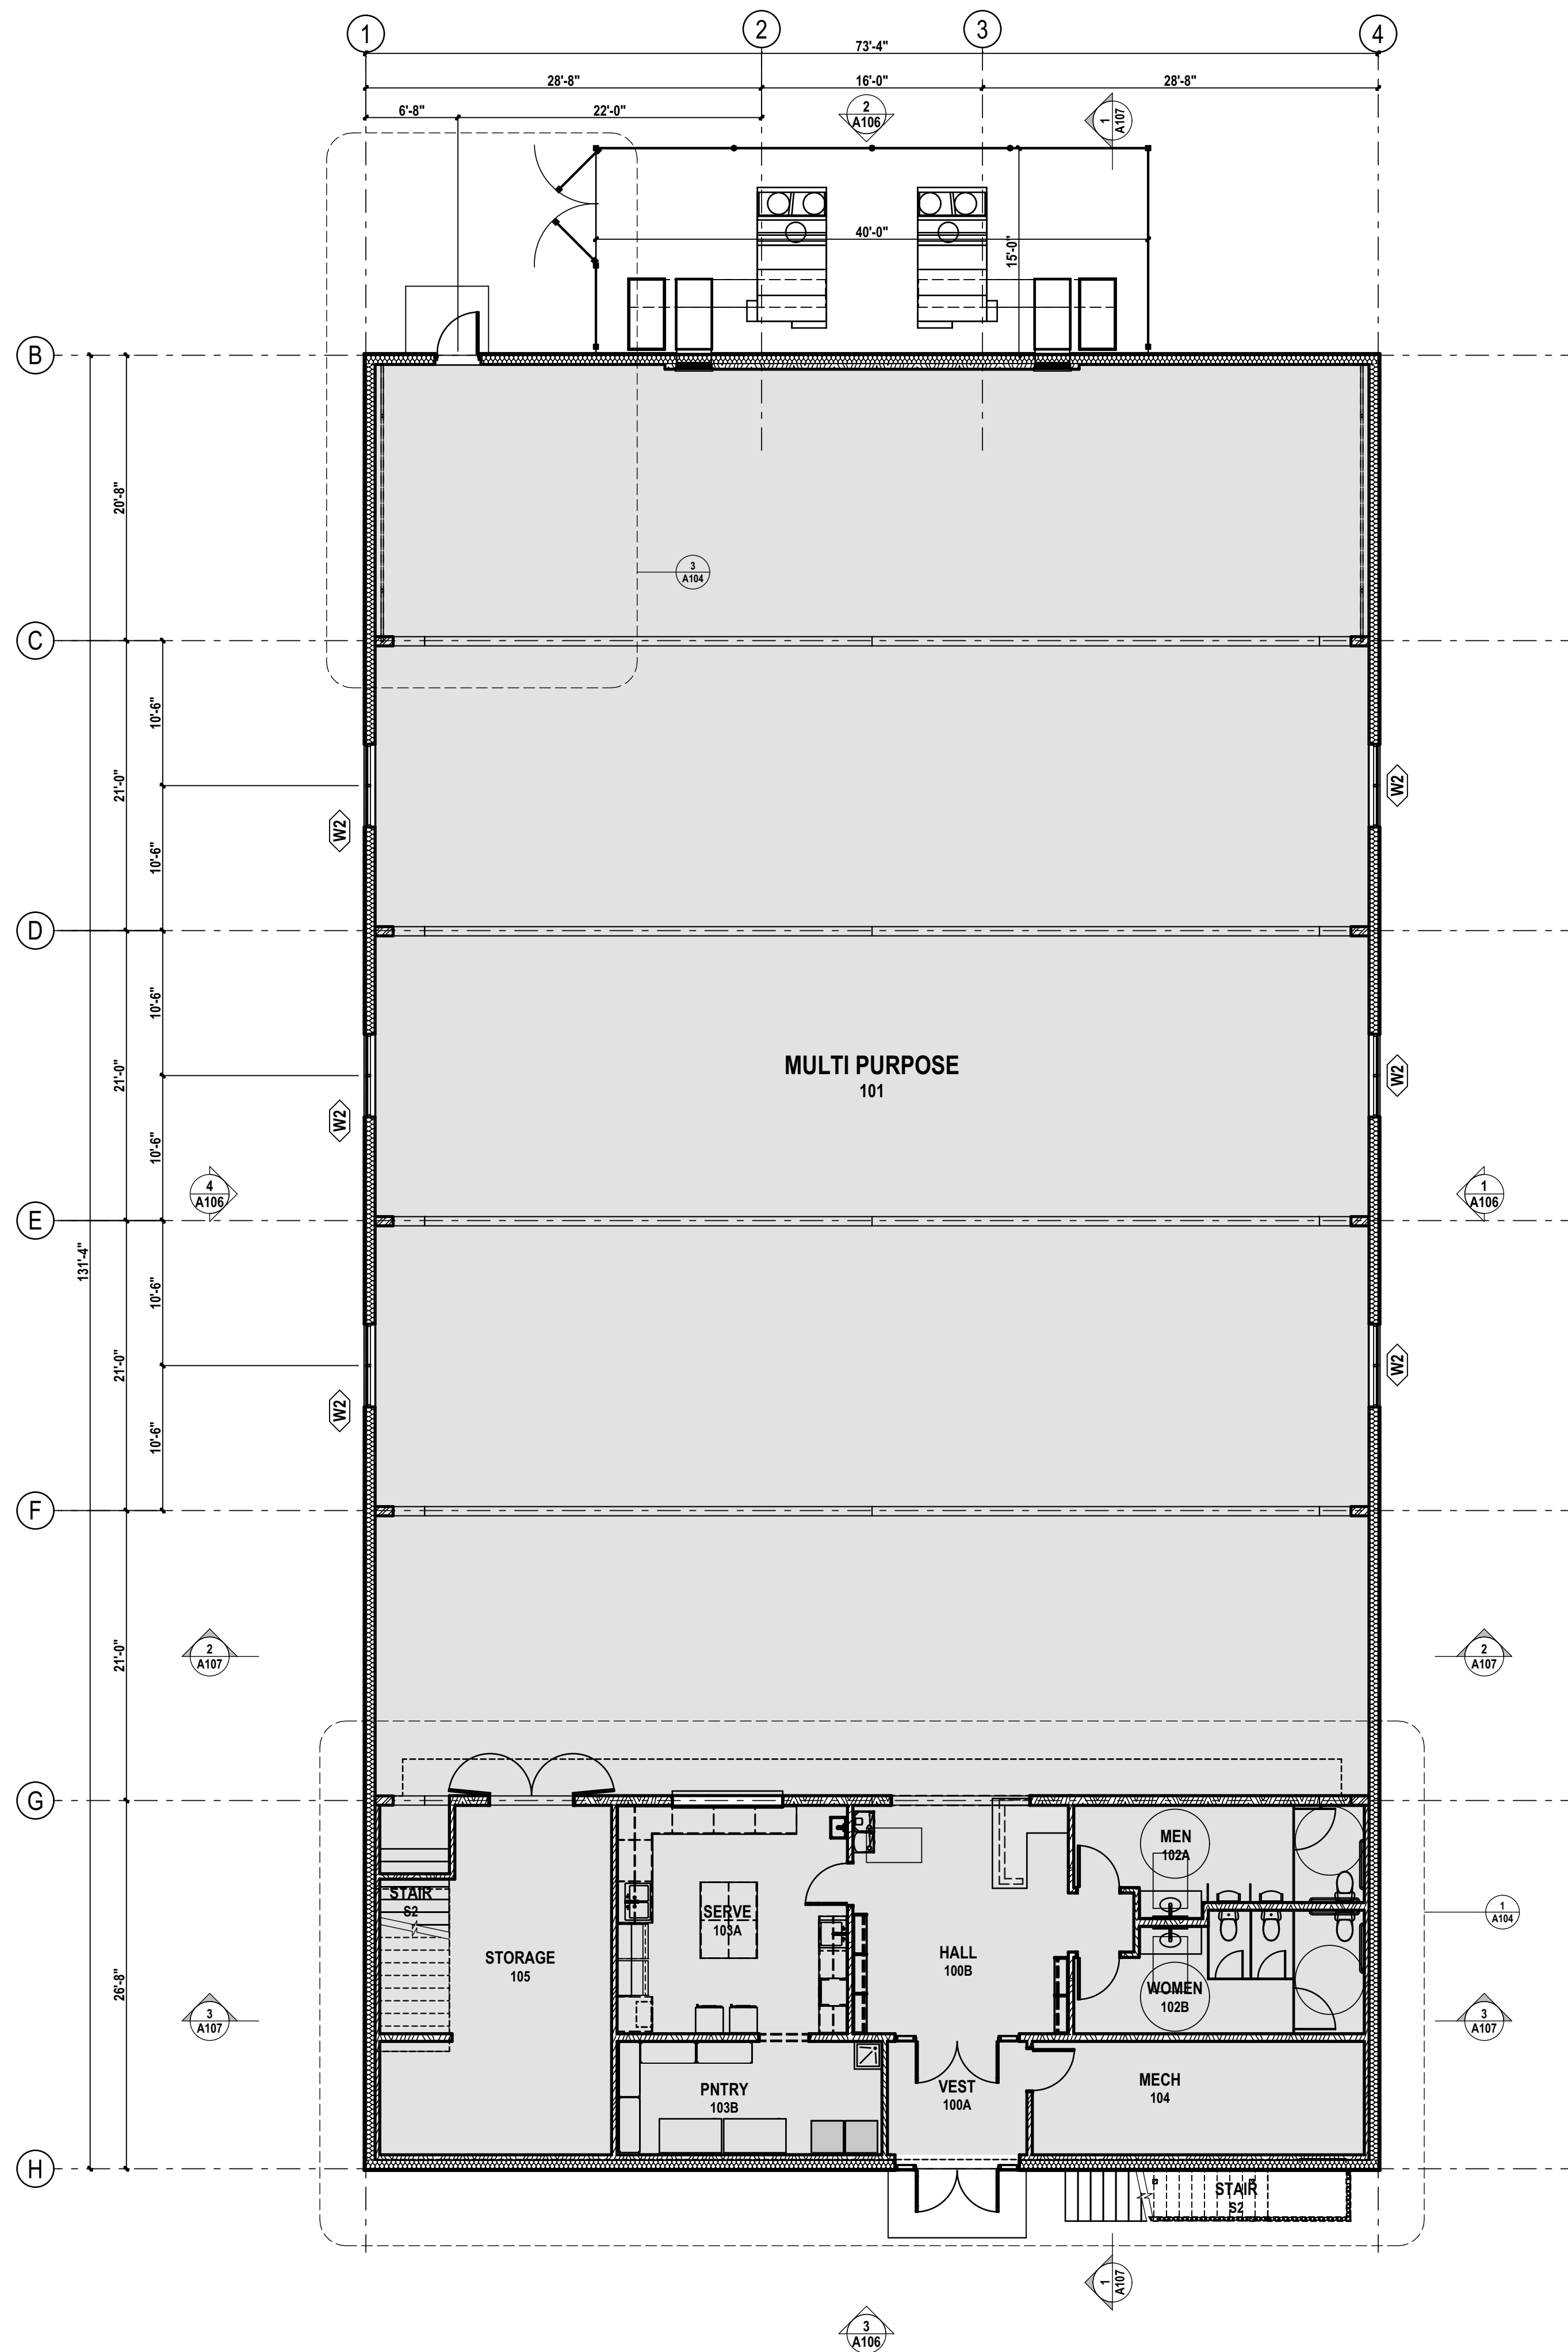 1
2
3
4
73'-4"
28'-8"
16'-0"
28'-8"
6'-8"
22'-0"
2
A106
1
A107
40'-0"
15'-0"
B
20'-8"
3
A104
C
10'-6"
21'-0"
W2
W2
10'-6"
D
10'-6"
MULTI PURPOSE
101
21'-0"
W2
W2
10'-6"
4
A106
1
A106
E
131'-4"
10'-6"
21'-0"
W2
W2
10'-6"
F
21'-0"
2
A107
2
A107
G
MEN
102A
STAIR
S2
SERVE
103A
1
A104
STORAGE
105
HALL
100B
26'-8"
WOMEN
102B
3
A107
3
A107
PNTRY
103B
VEST
100A
MECH
104
H
STAIR
S2
1
A107
3
A106